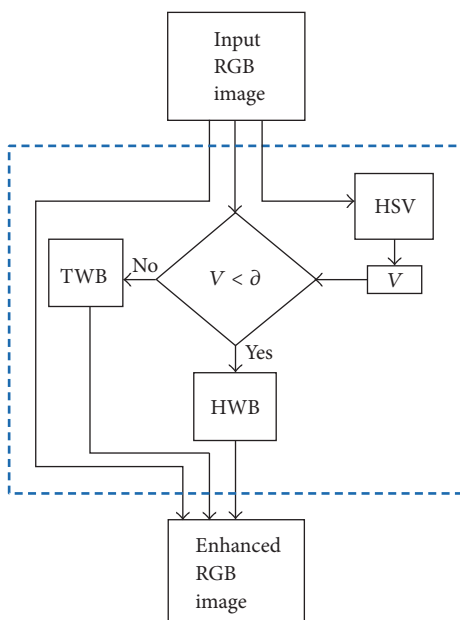 Input
RGB
image
HSV
TWB
No
V < ∂
V
Yes
HWB
Enhanced
RGB
image